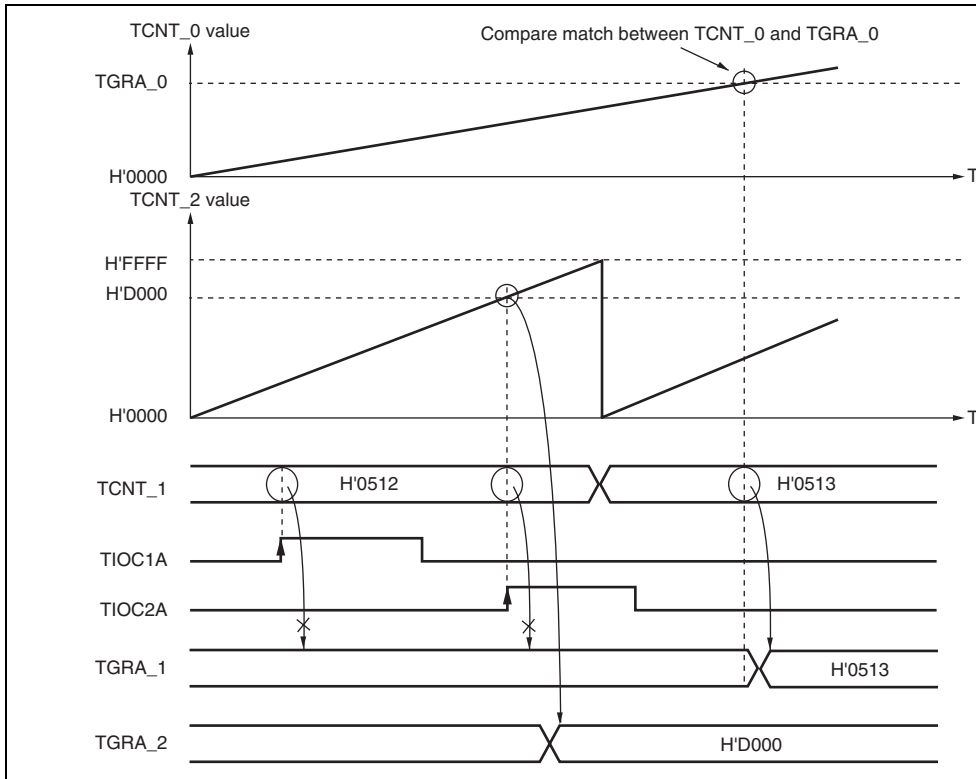 TCNT_0 value
Compare match between TCNT_0 and TGRA_0
TGRA_0
H'0000
T
TCNT_2 value
H'FFFF
H'D000
H'0000
T
TCNT_1
H'0512
H'0513
TIOC1A
TIOC2A
TGRA_1
H'0513
TGRA_2
H'D000